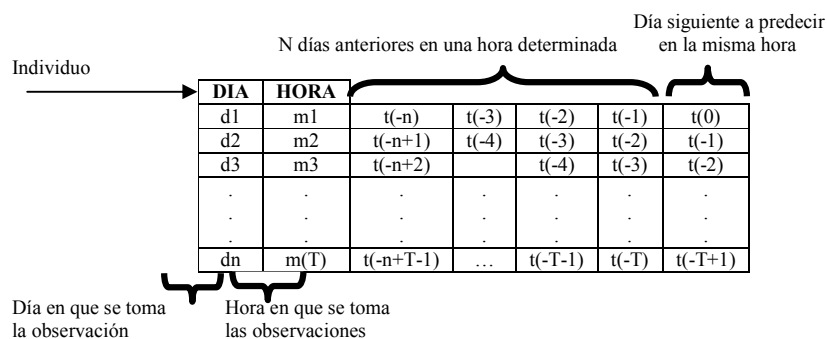 Día siguiente a predecir
N días anteriores en una hora determinada en la misma hora
Individuo
DIA HORA
d1 m1 t(-n) t(-3) t(-2) t(-1) t(0)
d2 m2 t(-n+1) t(-4) t(-3) t(-2) t(-1)
d3 m3 t(-n+2) t(-4) t(-3) t(-2)
. . . . . . .
. . . . . . .
. . . . . . .
dn m(T) t(-n+T-1) … t(-T-1) t(-T) t(-T+1)
Día en que se toma Hora en que se toma
la observación las observaciones